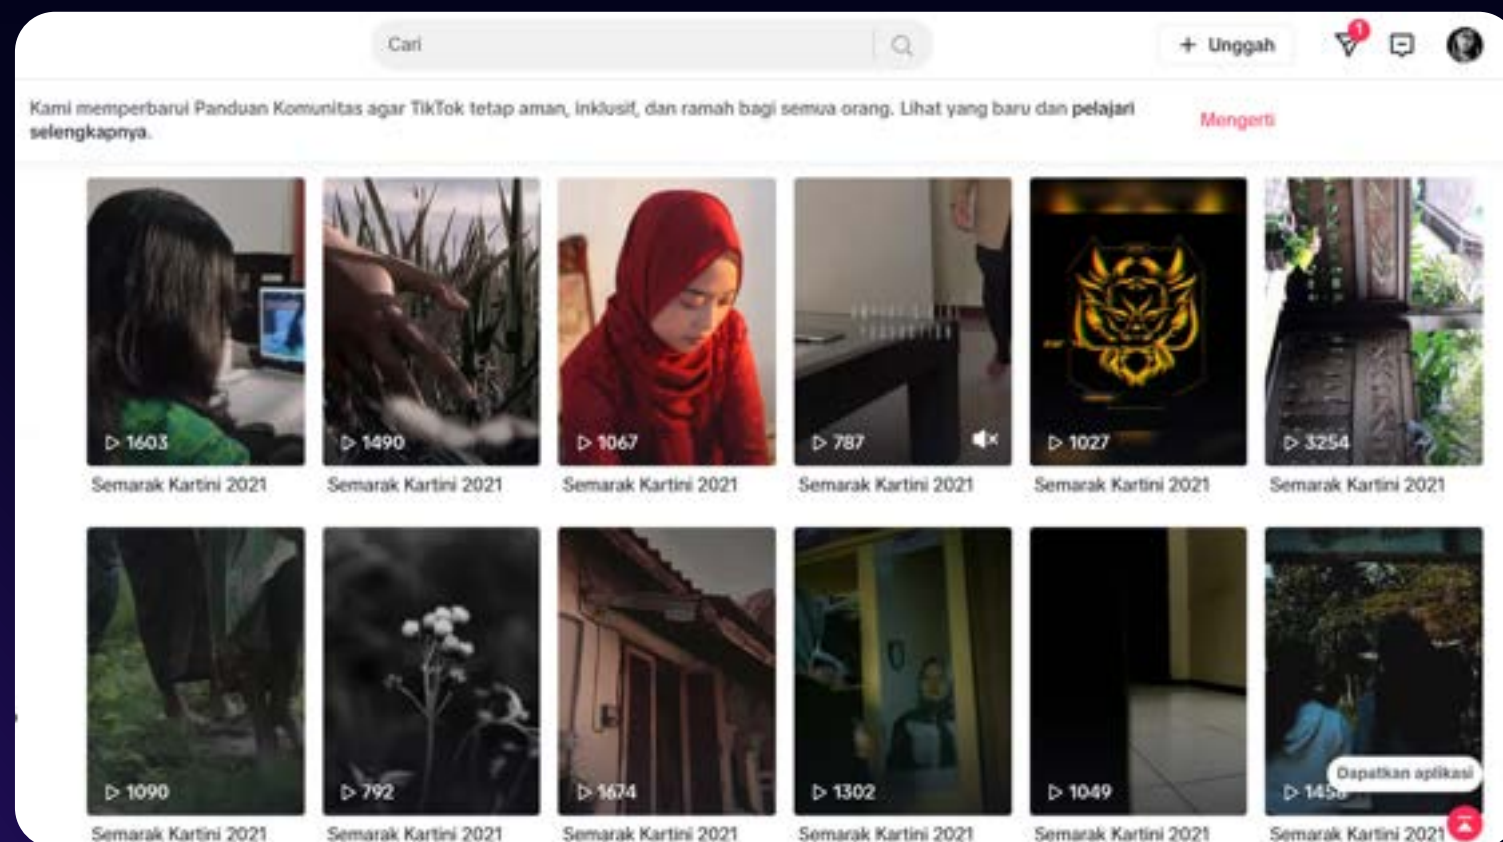 Cari
+ Unggah
1
Kami memperbarui Panduan Komunitas agar TikTok tetap aman, inklusif, dan ramah bagi semua orang. Lihat yang baru dan pelajari
selengkapnya.
Mengerti
1603
1490
1067
787
1027
3254
Semarak Kartini 2021
Semarak Kartini 2021
Semarak Kartini 2021
Semarak Kartini 2021
Semarak Kartini 2021
Semarak Kartini 2021
Dapatkan aplikasi
1090
792
1674
1302
1049
Semarak Kartini 2021
Semarak Kartini 2021
Semarak Kartini 2021
Semarak Kartini 2021
Semarak Kartini 2021
Semarak Kartini 2021